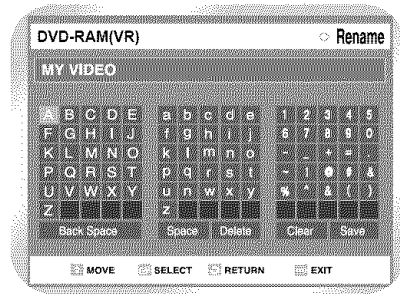 DVD-RAM(VR) Rename
MY VIDEO
A B C D E a b c d e 1 2 3 4 5
F G H I J f g h i j 6 7 8 9 0
K L M N O k l m n o - _ + = .
P Q R S T p q r s t ~ ! @ # &
U V W X Y u n w x y % ^ & ( )
Z z
Back Space Space Delete Clear Save
MOVE SELECT RETURN EXIT